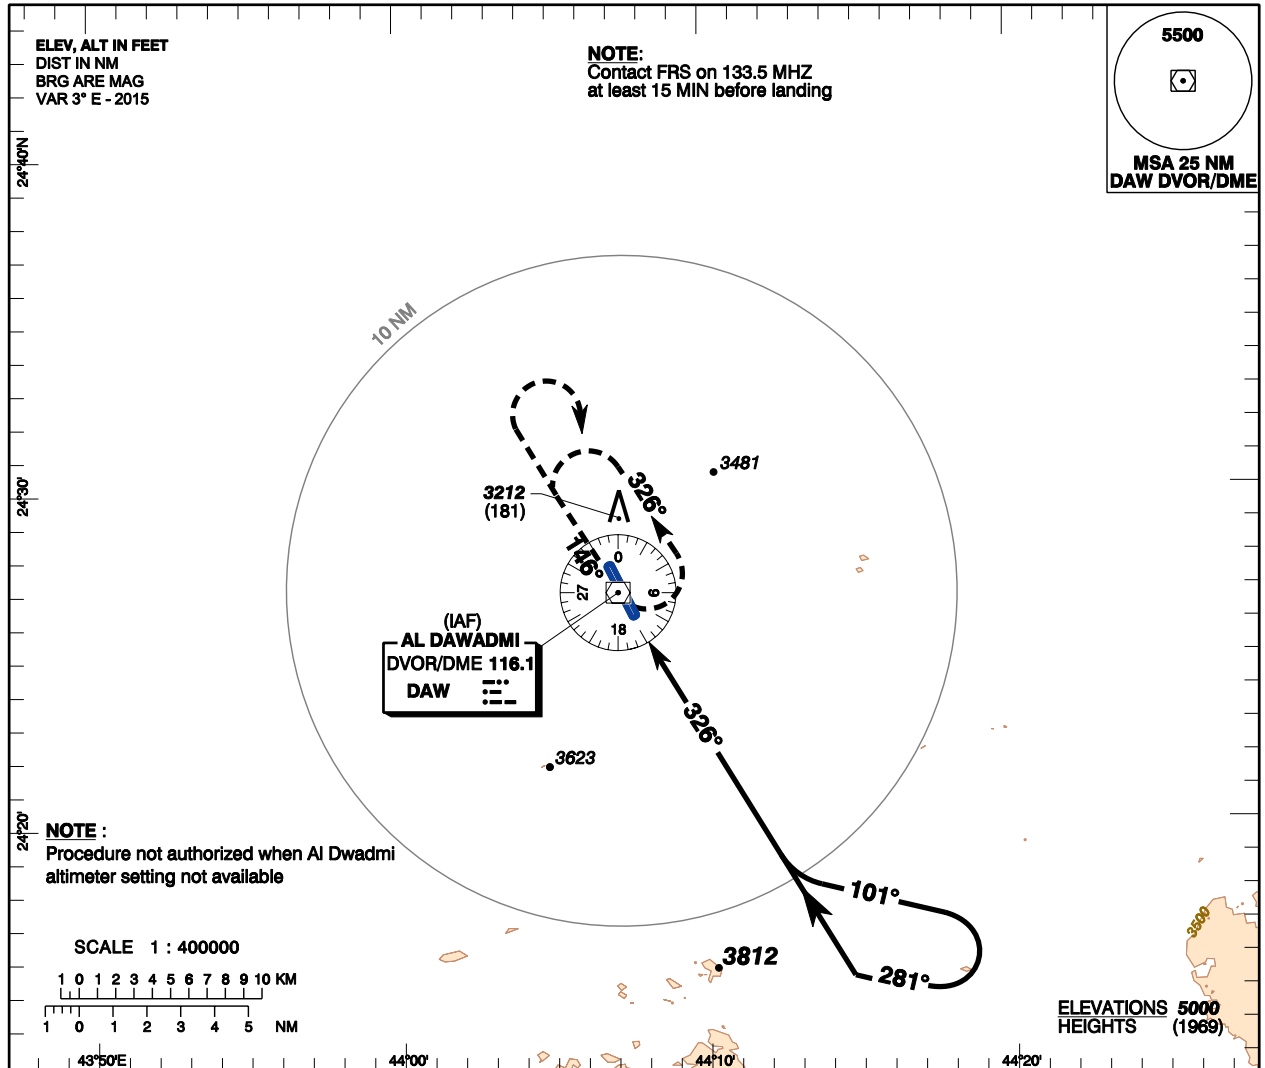 ELEV, ALT IN FEET
DIST IN NM
BRG ARE MAG
VAR 3° E - 2015
NOTE:
Contact FRS on 133.5 MHZ
at least 15 MIN before landing
5500
MSA 25 NM
DAW DVOR/DME
24°40'N
10 NM
3481
326°
24°30'
3212
(181)
146°
0
27
6
18
(IAF)
AL DAWADMI
DVOR/DME 116.1
DAW
326°
3623
24°20'
NOTE :
Procedure not authorized when Al Dwadmi
altimeter setting not available
101°
3500
SCALE 1 : 400000
3812
281°
1 0 1 2 3 4 5 6 7 8 9 10 KM
1 0 1 2 3 4 5 NM
ELEVATIONS 5000
HEIGHTS (1969)
43°50'E
44°00'
44°10'
44°20'